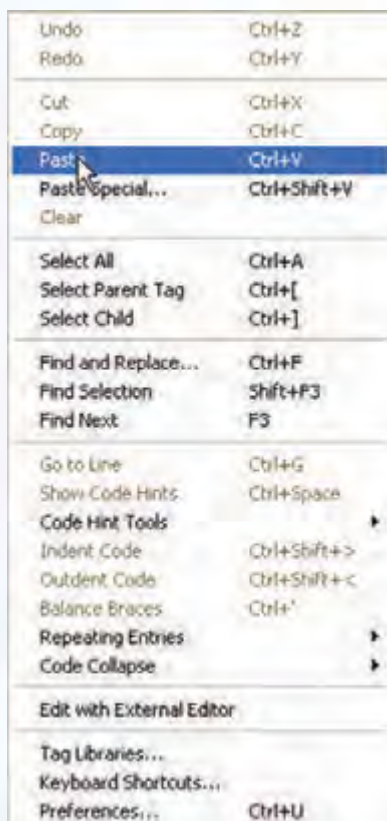 Undo Ctrl+Z
Redo Ctrl+Y
Cut Ctrl+X
Copy Ctrl+C
Paste Ctrl+V
Paste Special... Ctrl+Shift+V
Clear
Select All Ctrl+A
Select Parent Tag Ctrl+[
Select Child Ctrl+]
Find and Replace... Ctrl+F
Find Selection Shift+F3
Find Next F3
Go to Line Ctrl+G
Show Code Hints Ctrl+Space
Code Hint Tools
Indent Code Ctrl+Shift+>
Outdent Code Ctrl+Shift+<
Balance Braces Ctrl+'
Repeating Entries
Code Collapse
Edit with External Editor
Tag Libraries...
Keyboard Shortcuts...
Preferences... Ctrl+U